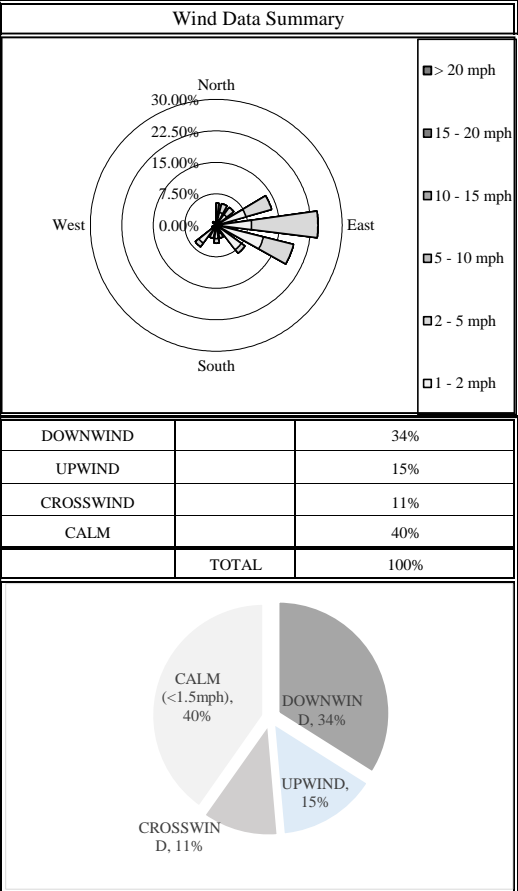 Wind Data Summary
North
30.00%
22.50%
15.00%
7.50%
0.00%
West
East
South
> 20 mph
15 - 20 mph
10 - 15 mph
5 - 10 mph
2 - 5 mph
1 - 2 mph
DOWNWIND 34%
UPWIND 15%
CROSSWIND 11%
CALM 40%
TOTAL 100%
CALM
(<1.5mph),
40%
DOWNWIN
D, 34%
UPWIND,
15%
CROSSWIN
D, 11%